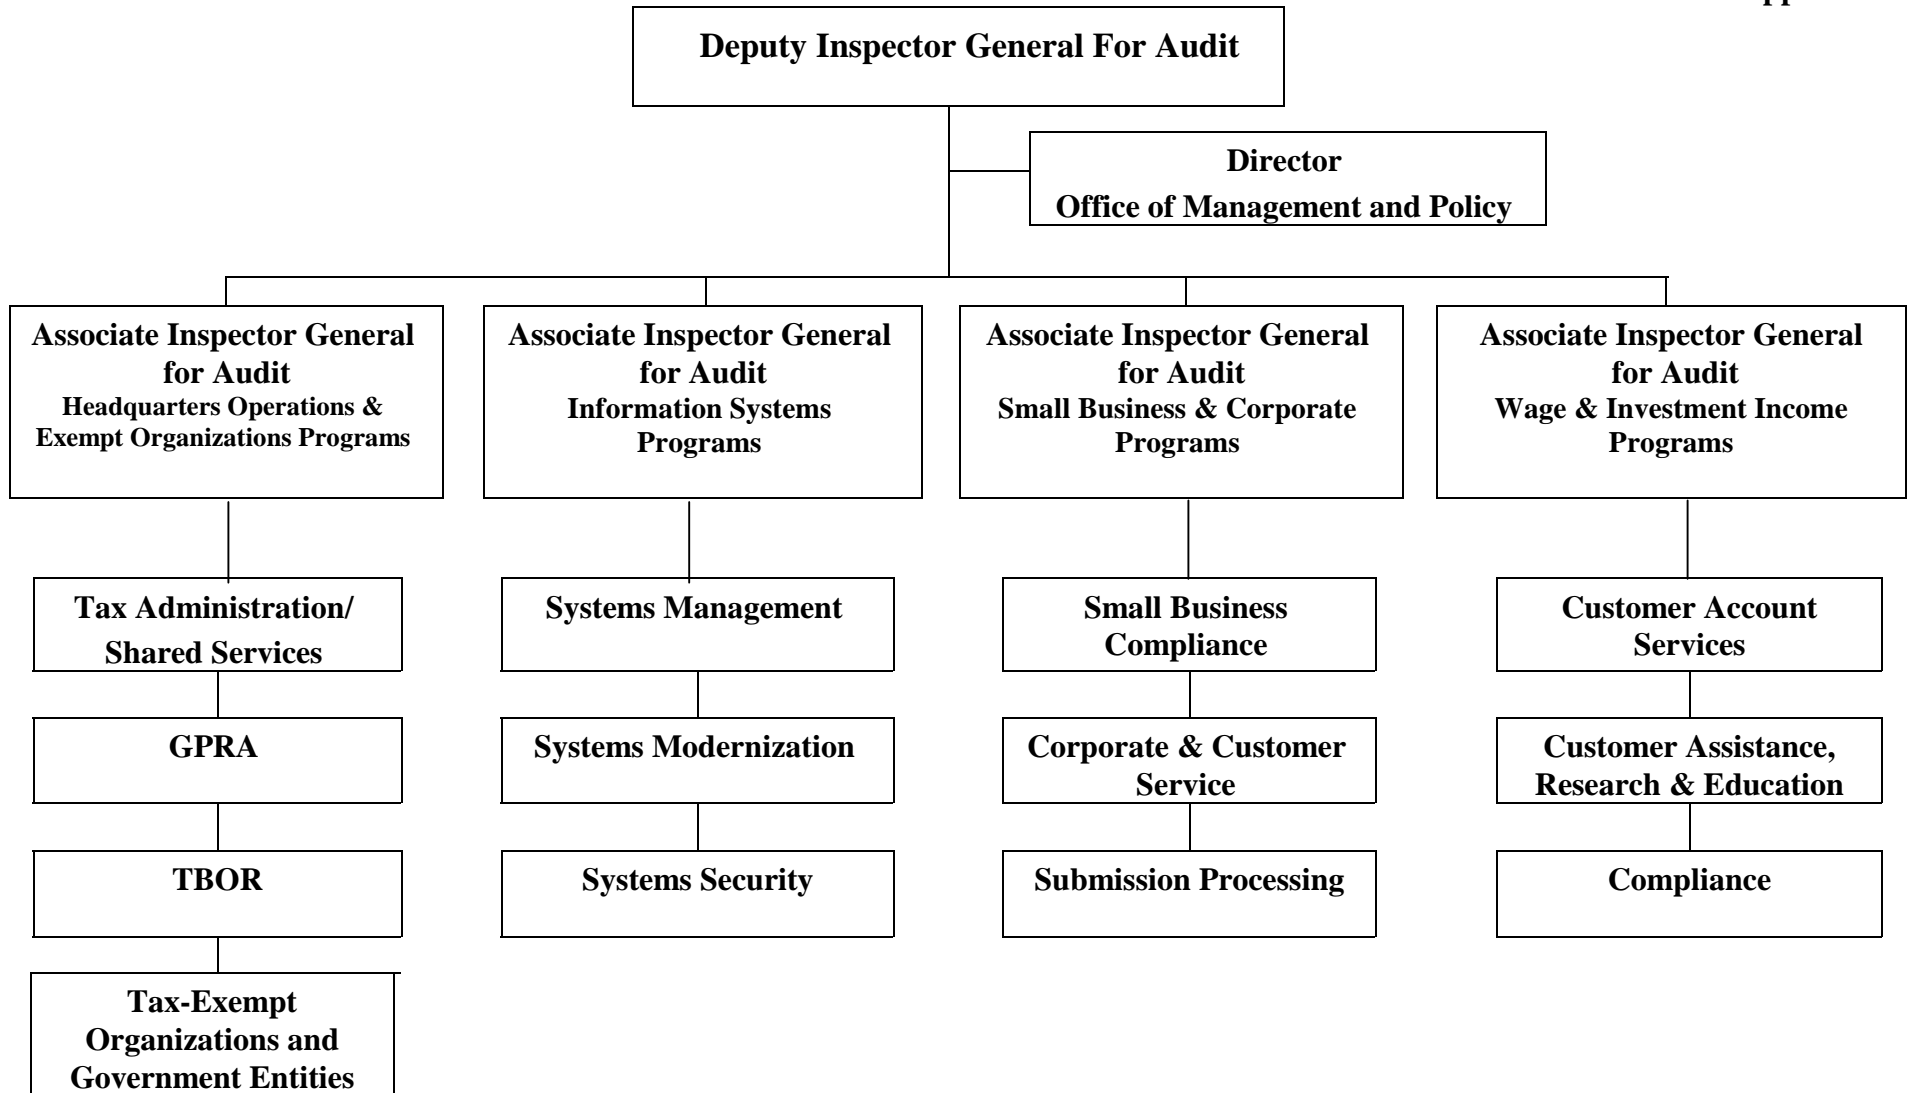 Deputy Inspector General For Audit
Director
Office of Management and Policy
Associate Inspector General
for Audit
Headquarters Operations &
Exempt Organizations Programs
Associate Inspector General
for Audit
Information Systems
Programs
Associate Inspector General
for Audit
Small Business & Corporate
Programs
Associate Inspector General
for Audit
Wage & Investment Income
Programs
Tax Administration/
Shared Services
GPRA
TBOR
Tax-Exempt
Organizations and
Government Entities
Systems Management
Systems Modernization
Systems Security
Small Business
Compliance
Corporate & Customer
Service
Submission Processing
Customer Account
Services
Customer Assistance,
Research & Education
Compliance